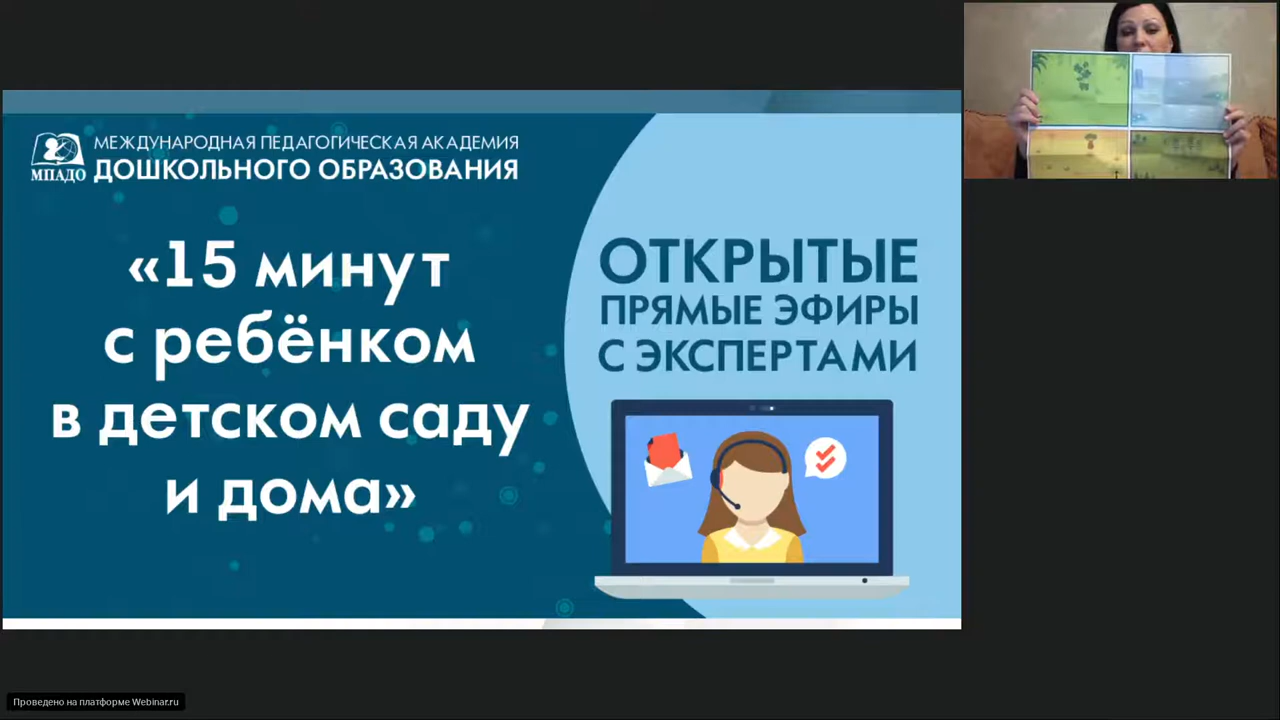 МЕЖДУНАРОДНАЯ ПЕДАГОГИЧЕСКАЯ АКАДЕМИЯ
ДОШКОЛЬНОГО ОБРАЗОВАНИЯ
МПАДО
«15 минут
с ребёнком
в детском саду
и дома»
ОТКРЫТЫЕ
ПРЯМЫЕ ЭФИРЫ
С ЭКСПЕРТАМИ
Проведено на платформе Webinar.ru